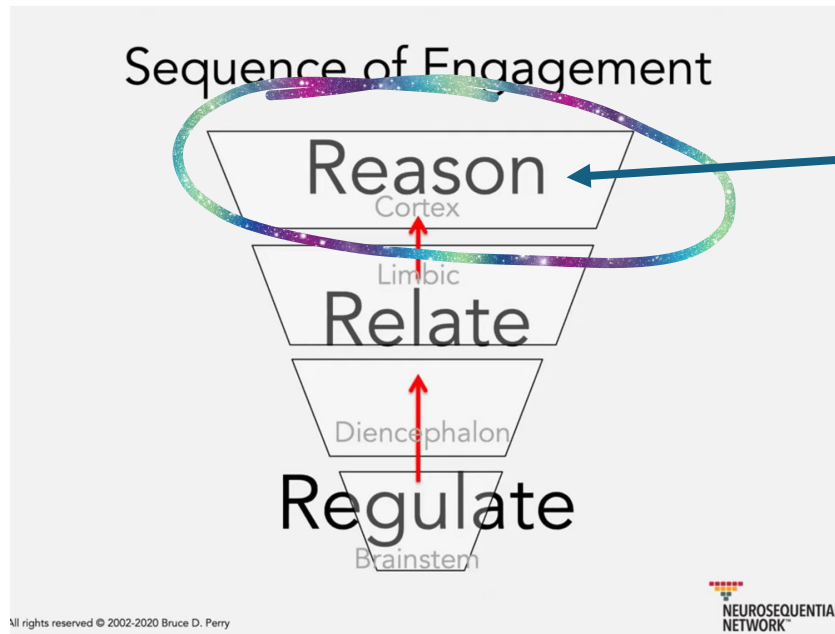 Sequence of Engagement
Reason
Cortex
Limbic
Relate
Diencephalon
Regulate
Brainstem
All rights reserved © 2002-2020 Bruce D. Perry
NEUROSEQUENTIA
NETWORK™